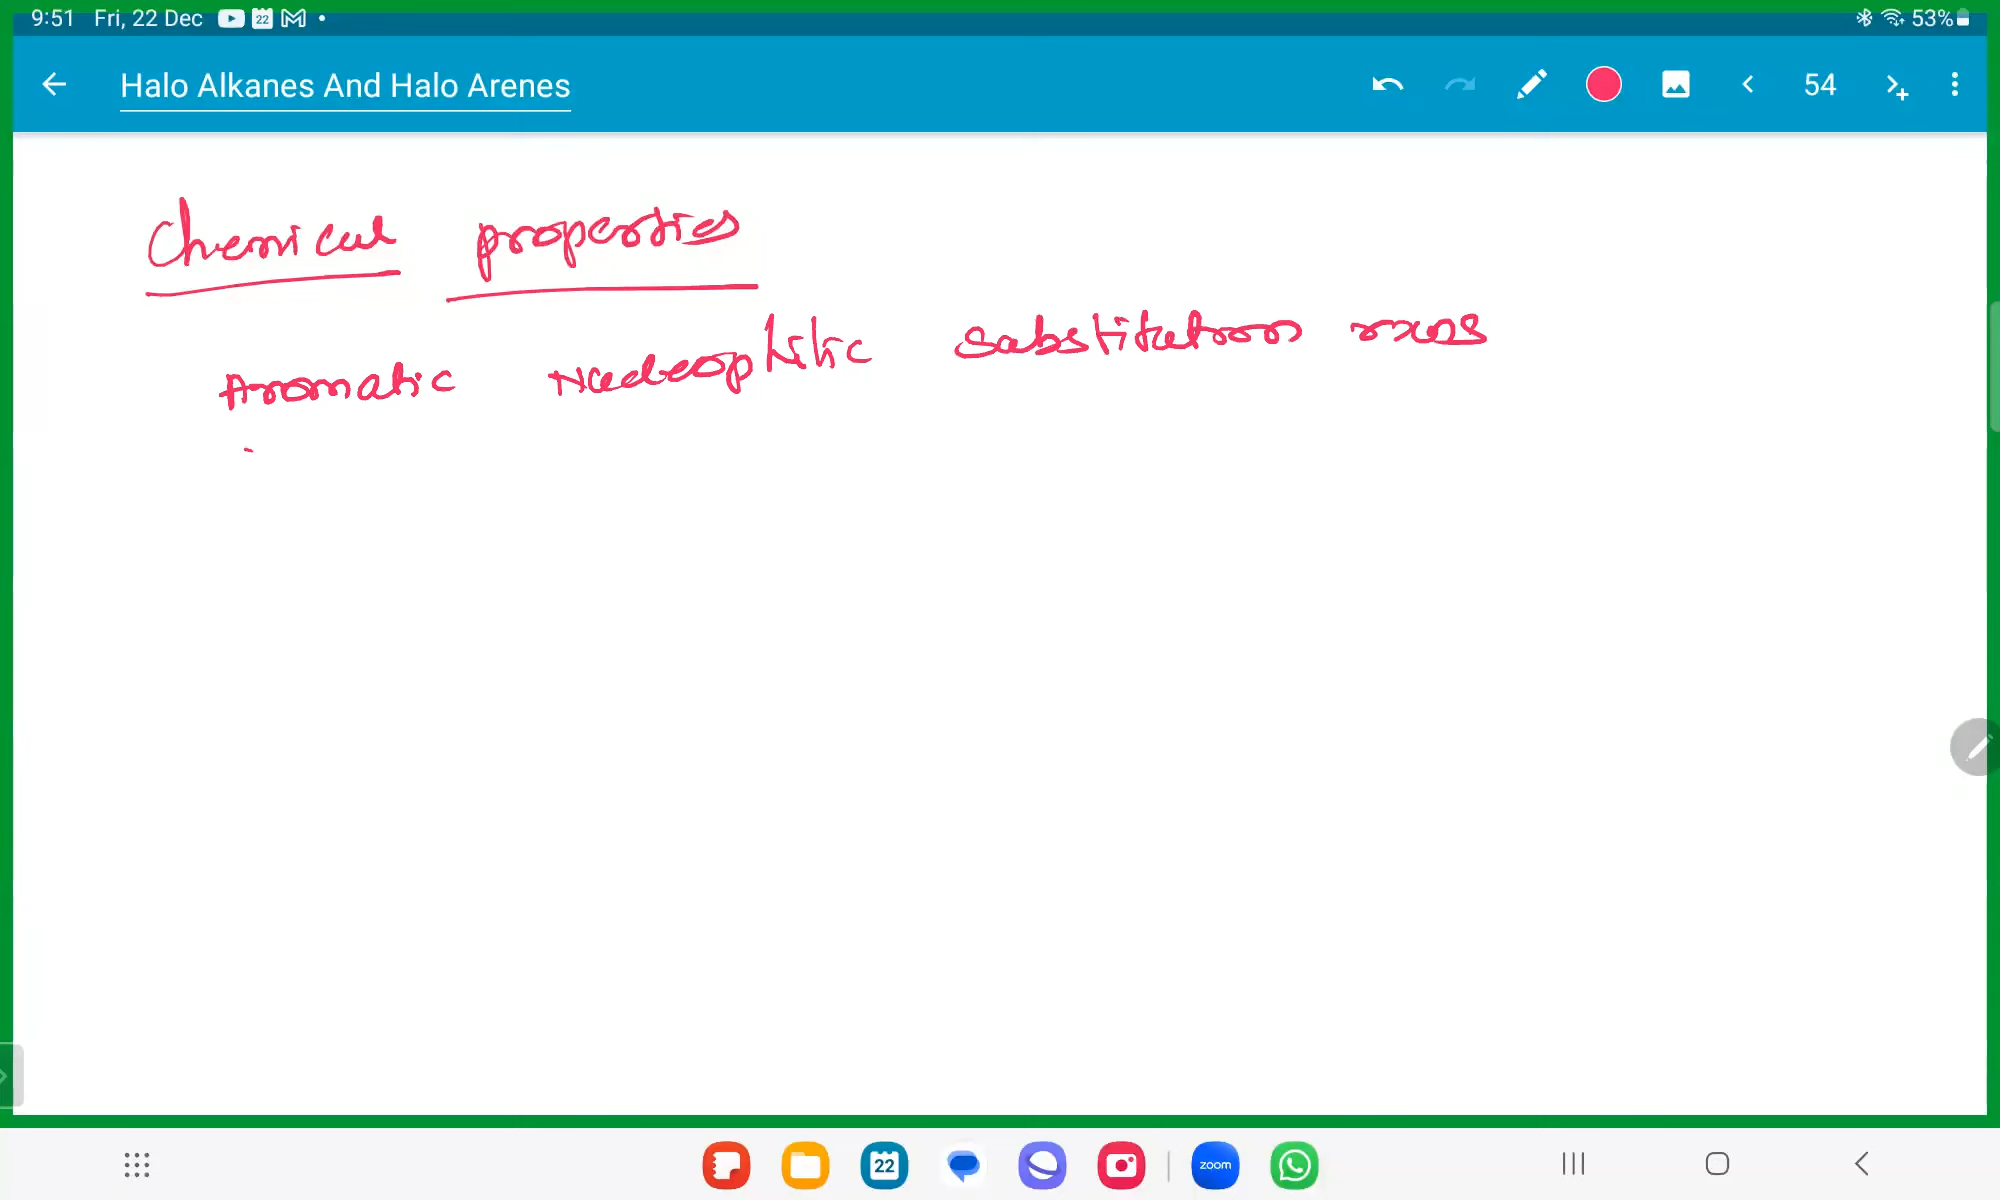 9:51 Fri, 22 Dec 22 53%
Halo Alkanes And Halo Arenes 54
Chemical properties
Aromatic Nucleophilic substitution rxns
22 zoom